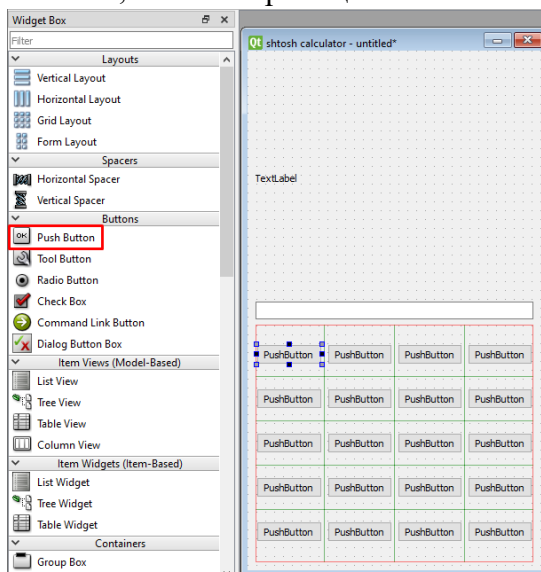 Widget Box
Filter
Layouts
Vertical Layout
Horizontal Layout
Grid Layout
Form Layout
Spacers
Horizontal Spacer
Vertical Spacer
Buttons
OK Push Button
Tool Button
Radio Button
Check Box
Command Link Button
Dialog Button Box
Item Views (Model-Based)
List View
Tree View
Table View
Column View
Item Widgets (Item-Based)
List Widget
Tree Widget
Table Widget
Containers
Group Box
Qt shtosh calculator - untitled*
TextLabel
PushButton PushButton PushButton PushButton
PushButton PushButton PushButton PushButton
PushButton PushButton PushButton PushButton
PushButton PushButton PushButton PushButton
PushButton PushButton PushButton PushButton